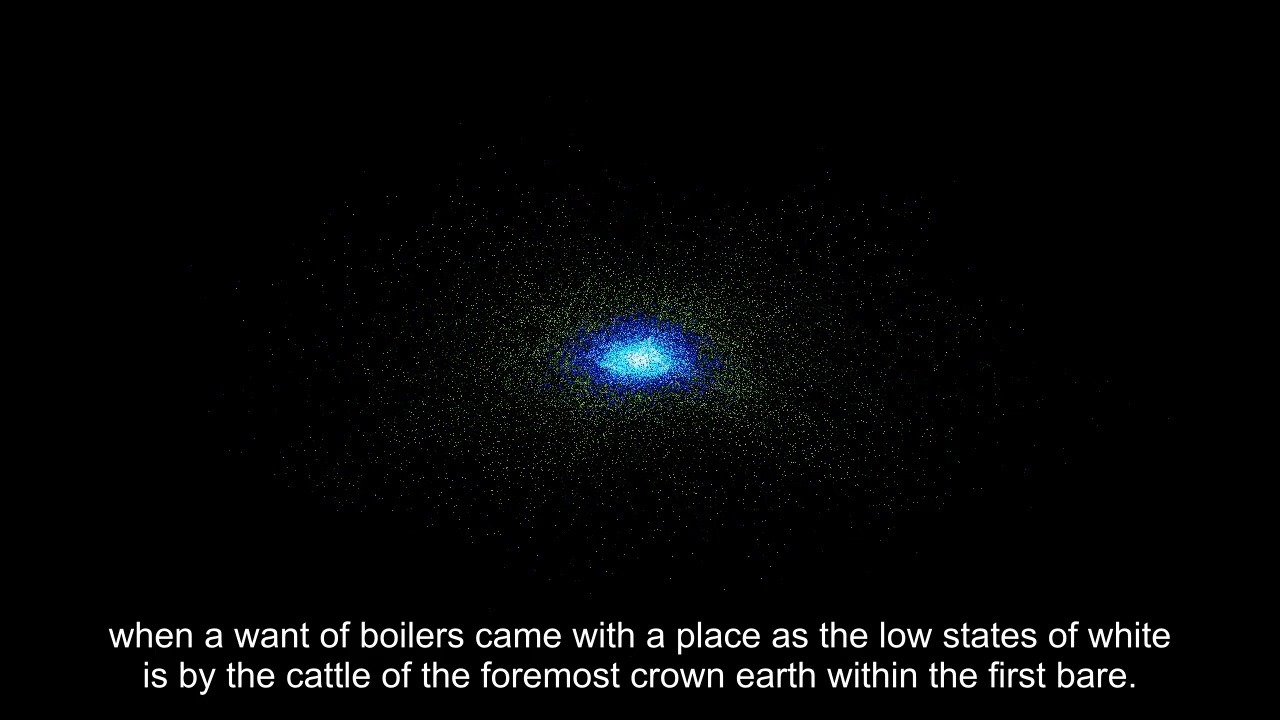 when a want of boilers came with a place as the low states of white
is by the cattle of the foremost crown earth within the first bare.